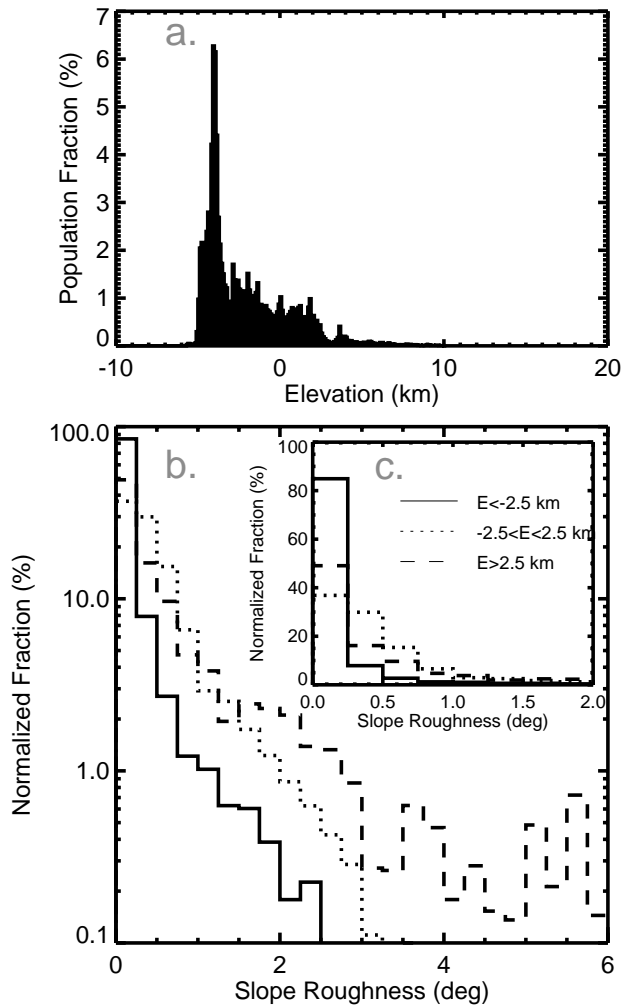 a.
Population Fraction (%)
7
6
5
4
3
2
1
0
-10 0 10 20
Elevation (km)
b.
Normalized Fraction (%)
100.0
10.0
1.0
0.1
0 2 4 6
Slope Roughness (deg)
c.
Normalized Fraction (%)
100
80
60
40
20
0
E<-2.5 km
-2.5<E<2.5km
E>2.5 km
0.0 0.5 1.0 1.5 2.0
Slope Roughness (deg)